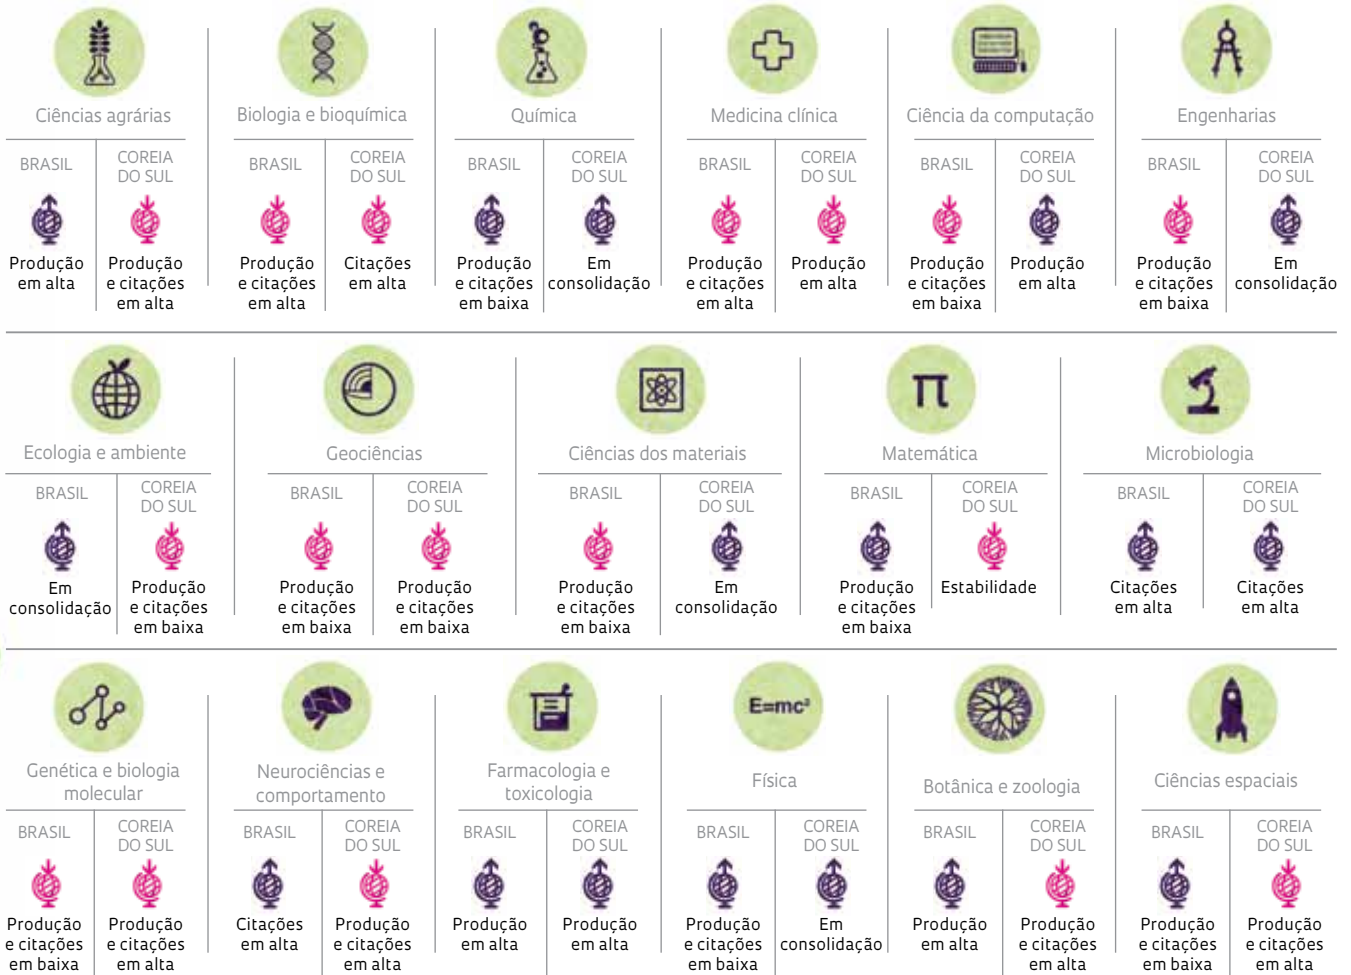 Ciências agrárias
BRASIL
COREIA
DO SUL
Produção
em alta
Produção
e citações
em alta
Biologia e bioquímica
BRASIL
COREIA
DO SUL
Produção
e citações
em alta
Citações
em alta
Química
BRASIL
COREIA
DO SUL
Produção
e citações
em baixa
Em
consolidação
Medicina clínica
BRASIL
COREIA
DO SUL
Produção
e citações
em alta
Produção
em alta
Ciência da computação
BRASIL
COREIA
DO SUL
Produção
e citações
em baixa
Produção
em alta
Engenharias
BRASIL
COREIA
DO SUL
Produção
e citações
em baixa
Em
consolidação
Ecologia e ambiente
BRASIL
COREIA
DO SUL
Em
consolidação
Produção
e citações
em baixa
Geociências
BRASIL
COREIA
DO SUL
Produção
e citações
em baixa
Produção
e citações
em baixa
Ciências dos materiais
BRASIL
COREIA
DO SUL
Produção
e citações
em baixa
Em
consolidação
π
Matemática
BRASIL
COREIA
DO SUL
Produção
e citações
em baixa
Estabilidade
Microbiologia
BRASIL
COREIA
DO SUL
Citações
em alta
Citações
em alta
Genética e biologia
molecular
BRASIL
COREIA
DO SUL
Produção
e citações
em baixa
Produção
e citações
em alta
Neurociências e
comportamento
BRASIL
COREIA
DO SUL
Citações
em alta
Produção
e citações
em alta
Farmacologia e
toxicologia
BRASIL
COREIA
DO SUL
Produção
em alta
Produção
em alta
E=mc²
Física
BRASIL
COREIA
DO SUL
Produção
e citações
em baixa
Em
consolidação
Botânica e zoologia
BRASIL
COREIA
DO SUL
Produção
em alta
Produção
e citações
em alta
Ciências espaciais
BRASIL
COREIA
DO SUL
Produção
e citações
em baixa
Produção
e citações
em alta